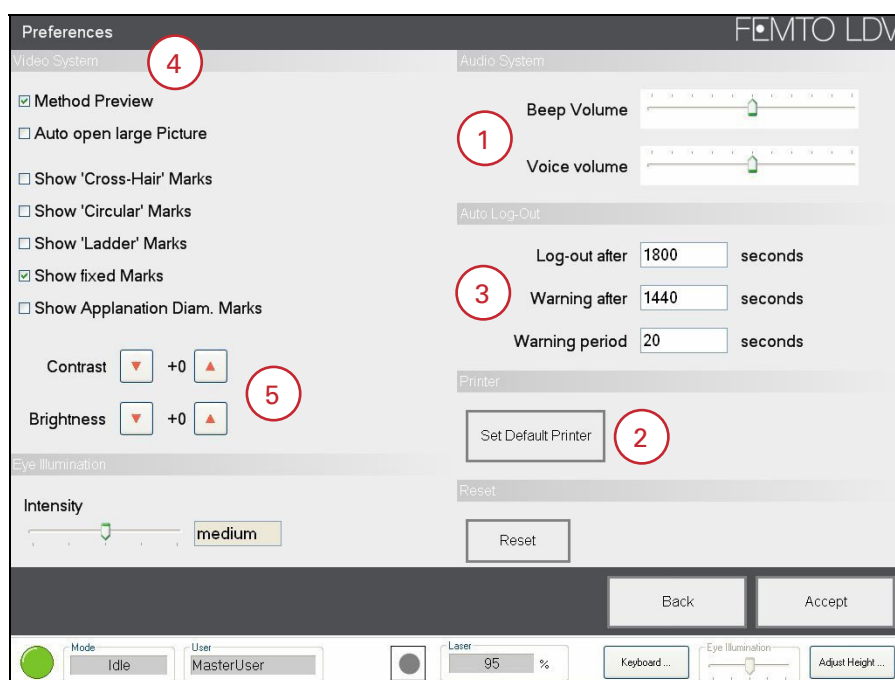 Preferences
FEMTO LDV
Video System
4
Method Preview
Auto open large Picture
Show 'Cross-Hair' Marks
Show 'Circular' Marks
Show 'Ladder' Marks
Show fixed Marks
Show Applanation Diam. Marks
Contrast +0
Brightness +0
5
Eye Illumination
Intensity
medium
Audio System
Beep Volume
1
Voice volume
Auto Log-Out
Log-out after 1800 seconds
3
Warning after 1440 seconds
Warning period 20 seconds
Printer
Set Default Printer
2
Reset
Reset
Back
Accept
Mode
Idle
User
MasterUser
Laser
95 %
Keyboard ...
Eye Illumination
Adjust Height ...